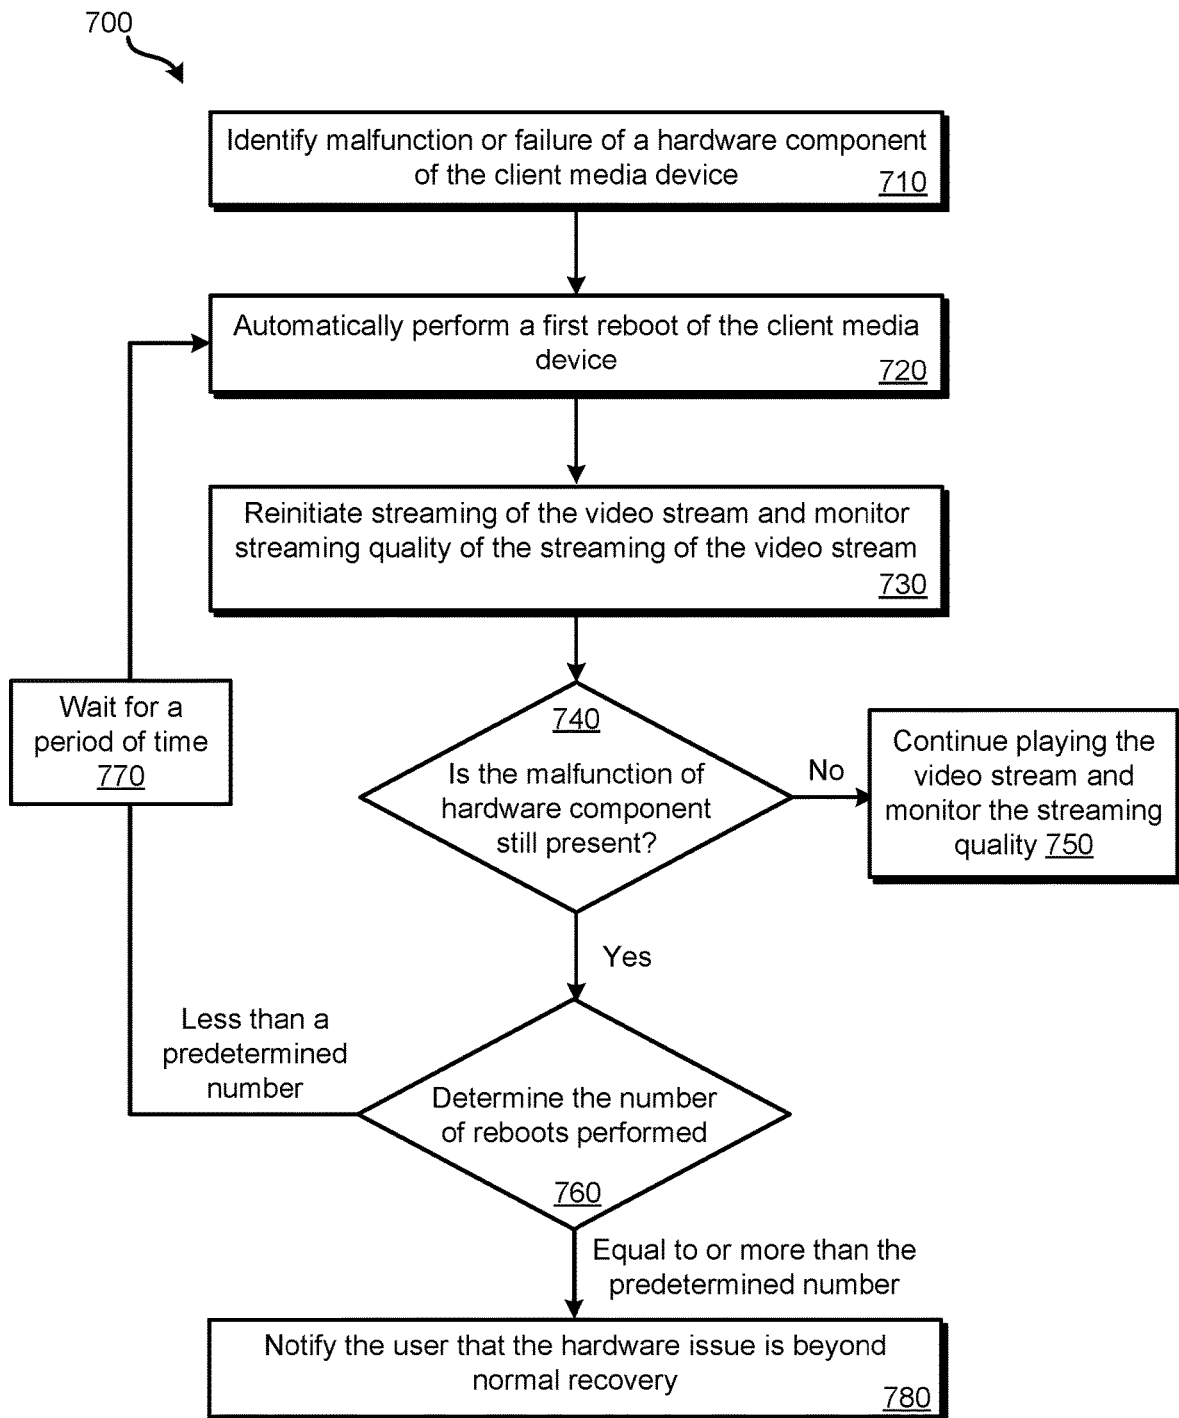 700
Identify malfunction or failure of a hardware component
of the client media device
710
Automatically perform a first reboot of the client media
device
720
Reinitiate streaming of the video stream and monitor
streaming quality of the streaming of the video stream
730
Wait for a
period of time
770
740
Is the malfunction of
hardware component
still present?
No
Continue playing the
video stream and
monitor the streaming
quality 750
Yes
Less than a
predetermined
number
Determine the number
of reboots performed
760
Equal to or more than the
predetermined number
Notify the user that the hardware issue is beyond
normal recovery
780